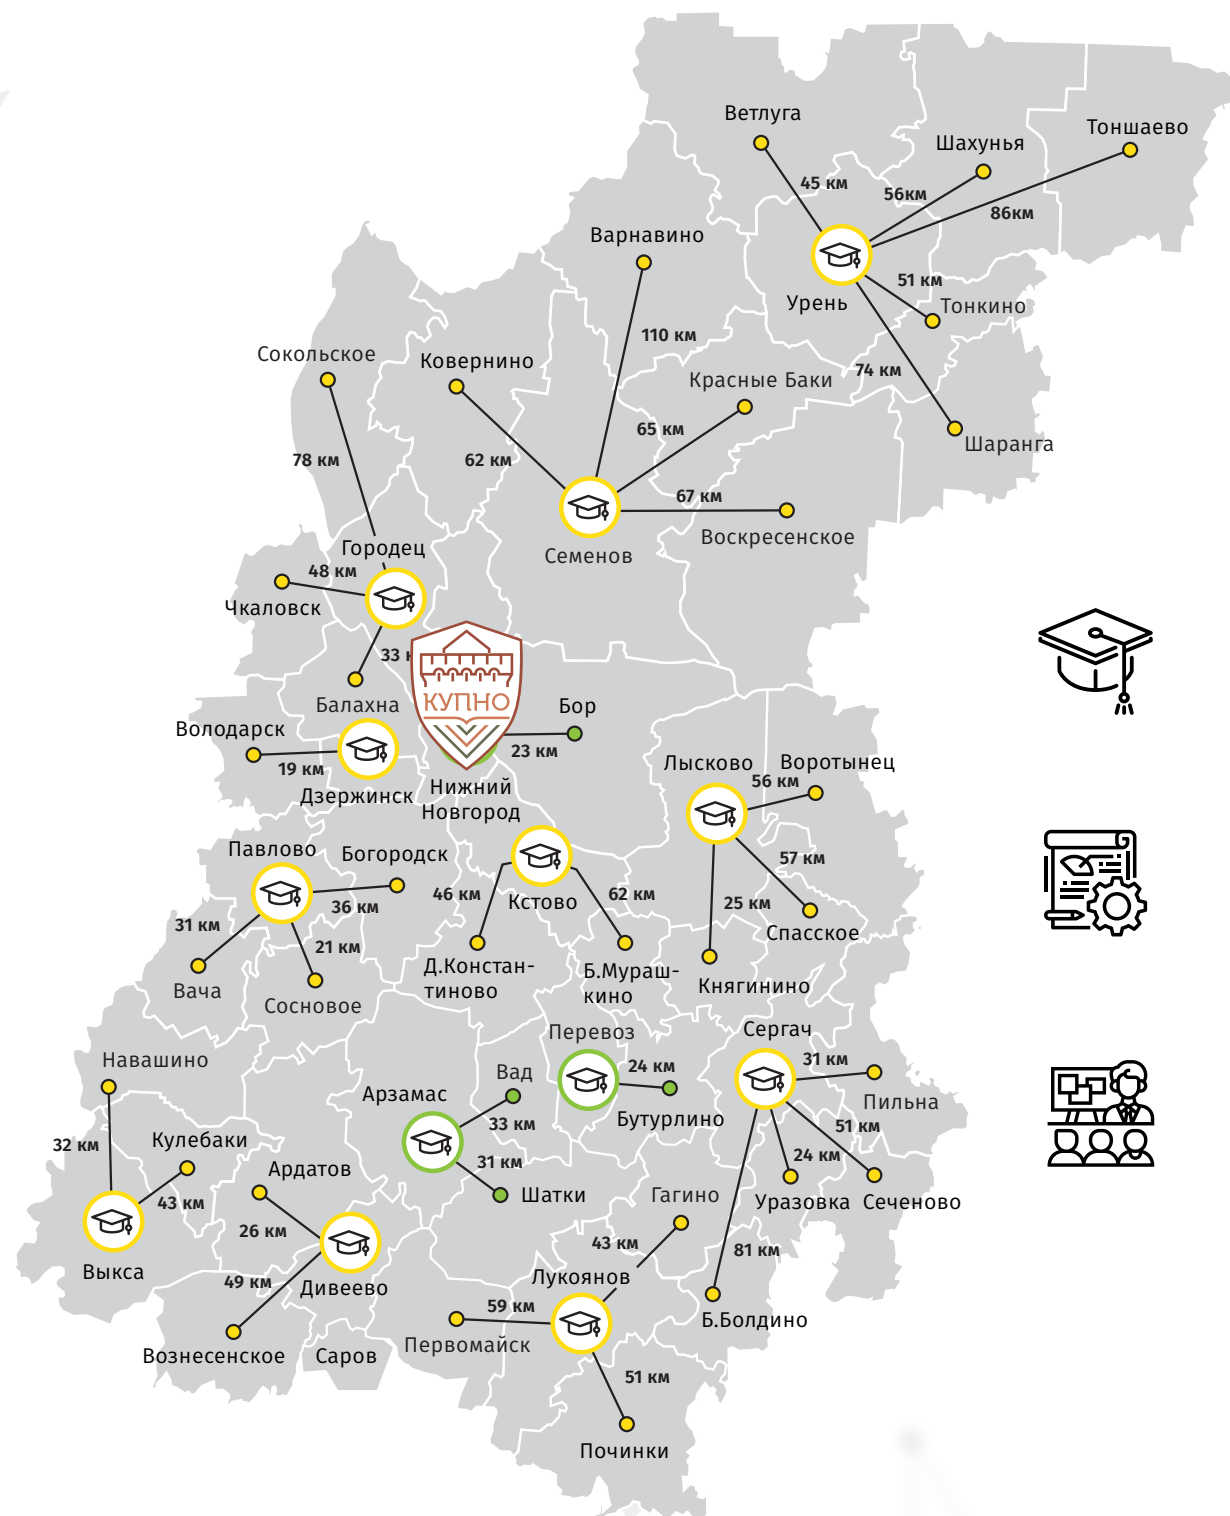 Ветлуга
Шахунья
Тоншаево
45 км
56км
86км
Варнавино
51 км
Урень
Тонкино
110 км
Сокольское
Ковернино
74 км
Красные Баки
65 км
Шаранга
78 км
62 км
67 км
Воскресенское
Городец
Семенов
48 км
Чкаловск
33
КУПНО
Балахна
Бор
Володарск
23 км
19 км
Лысково
Воротынец
56 км
Дзержинск
Нижний
Новгород
Павлово
Богородск
57 км
46 км
62 км
36 км
Кстово
25 км
31 км
Спасское
21 км
Д.Констан-
тиново
Б.Мураш-
кино
Княгинино
Вача
Сосновое
Перевоз
Сергач
Навашино
31 км
24 км
Вад
Арзамас
Пильна
Бутурлино
33 км
51 км
32 км
Кулебаки
24 км
31 км
Ардатов
Шатки
Гагино
Уразовка
Сеченово
43 км
26 км
43 км
81 км
Выкса
Лукоянов
49 км
Дивеево
59 км
Б.Болдино
Первомайск
Вознесенское
Саров
51 км
Починки